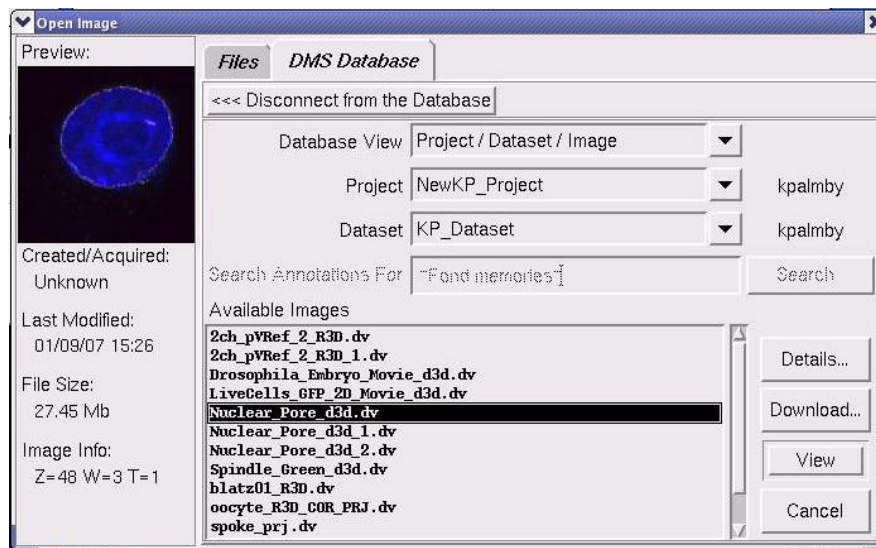 Open Image
Preview:
Created/Acquired:
Unknown
Last Modified:
01/09/07 15:26
File Size:
27.45 Mb
Image Info:
Z=48 W=3 T=1
Files
DMS Database
<<< Disconnect from the Database
Database View
Project / Dataset / Image
Project
NewKP_Project
kpalmby
Dataset
KP_Dataset
kpalmby
Search Annotations For
"Fond memories"
Search
Available Images
2ch_pVRef_2_R3D.dv
2ch_pVRef_2_R3D_1.dv
Drosophila_Embryo_Movie_d3d.dv
LiveCells_GFP_2D_Movie_d3d.dv
Nuclear_Pore_d3d.dv
Nuclear_Pore_d3d_1.dv
Nuclear_Pore_d3d_2.dv
Spindle_Green_d3d.dv
blatz01_R3D.dv
oocyte_R3D_COR_PRJ.dv
spoke_prj.dv
Details...
Download...
View
Cancel